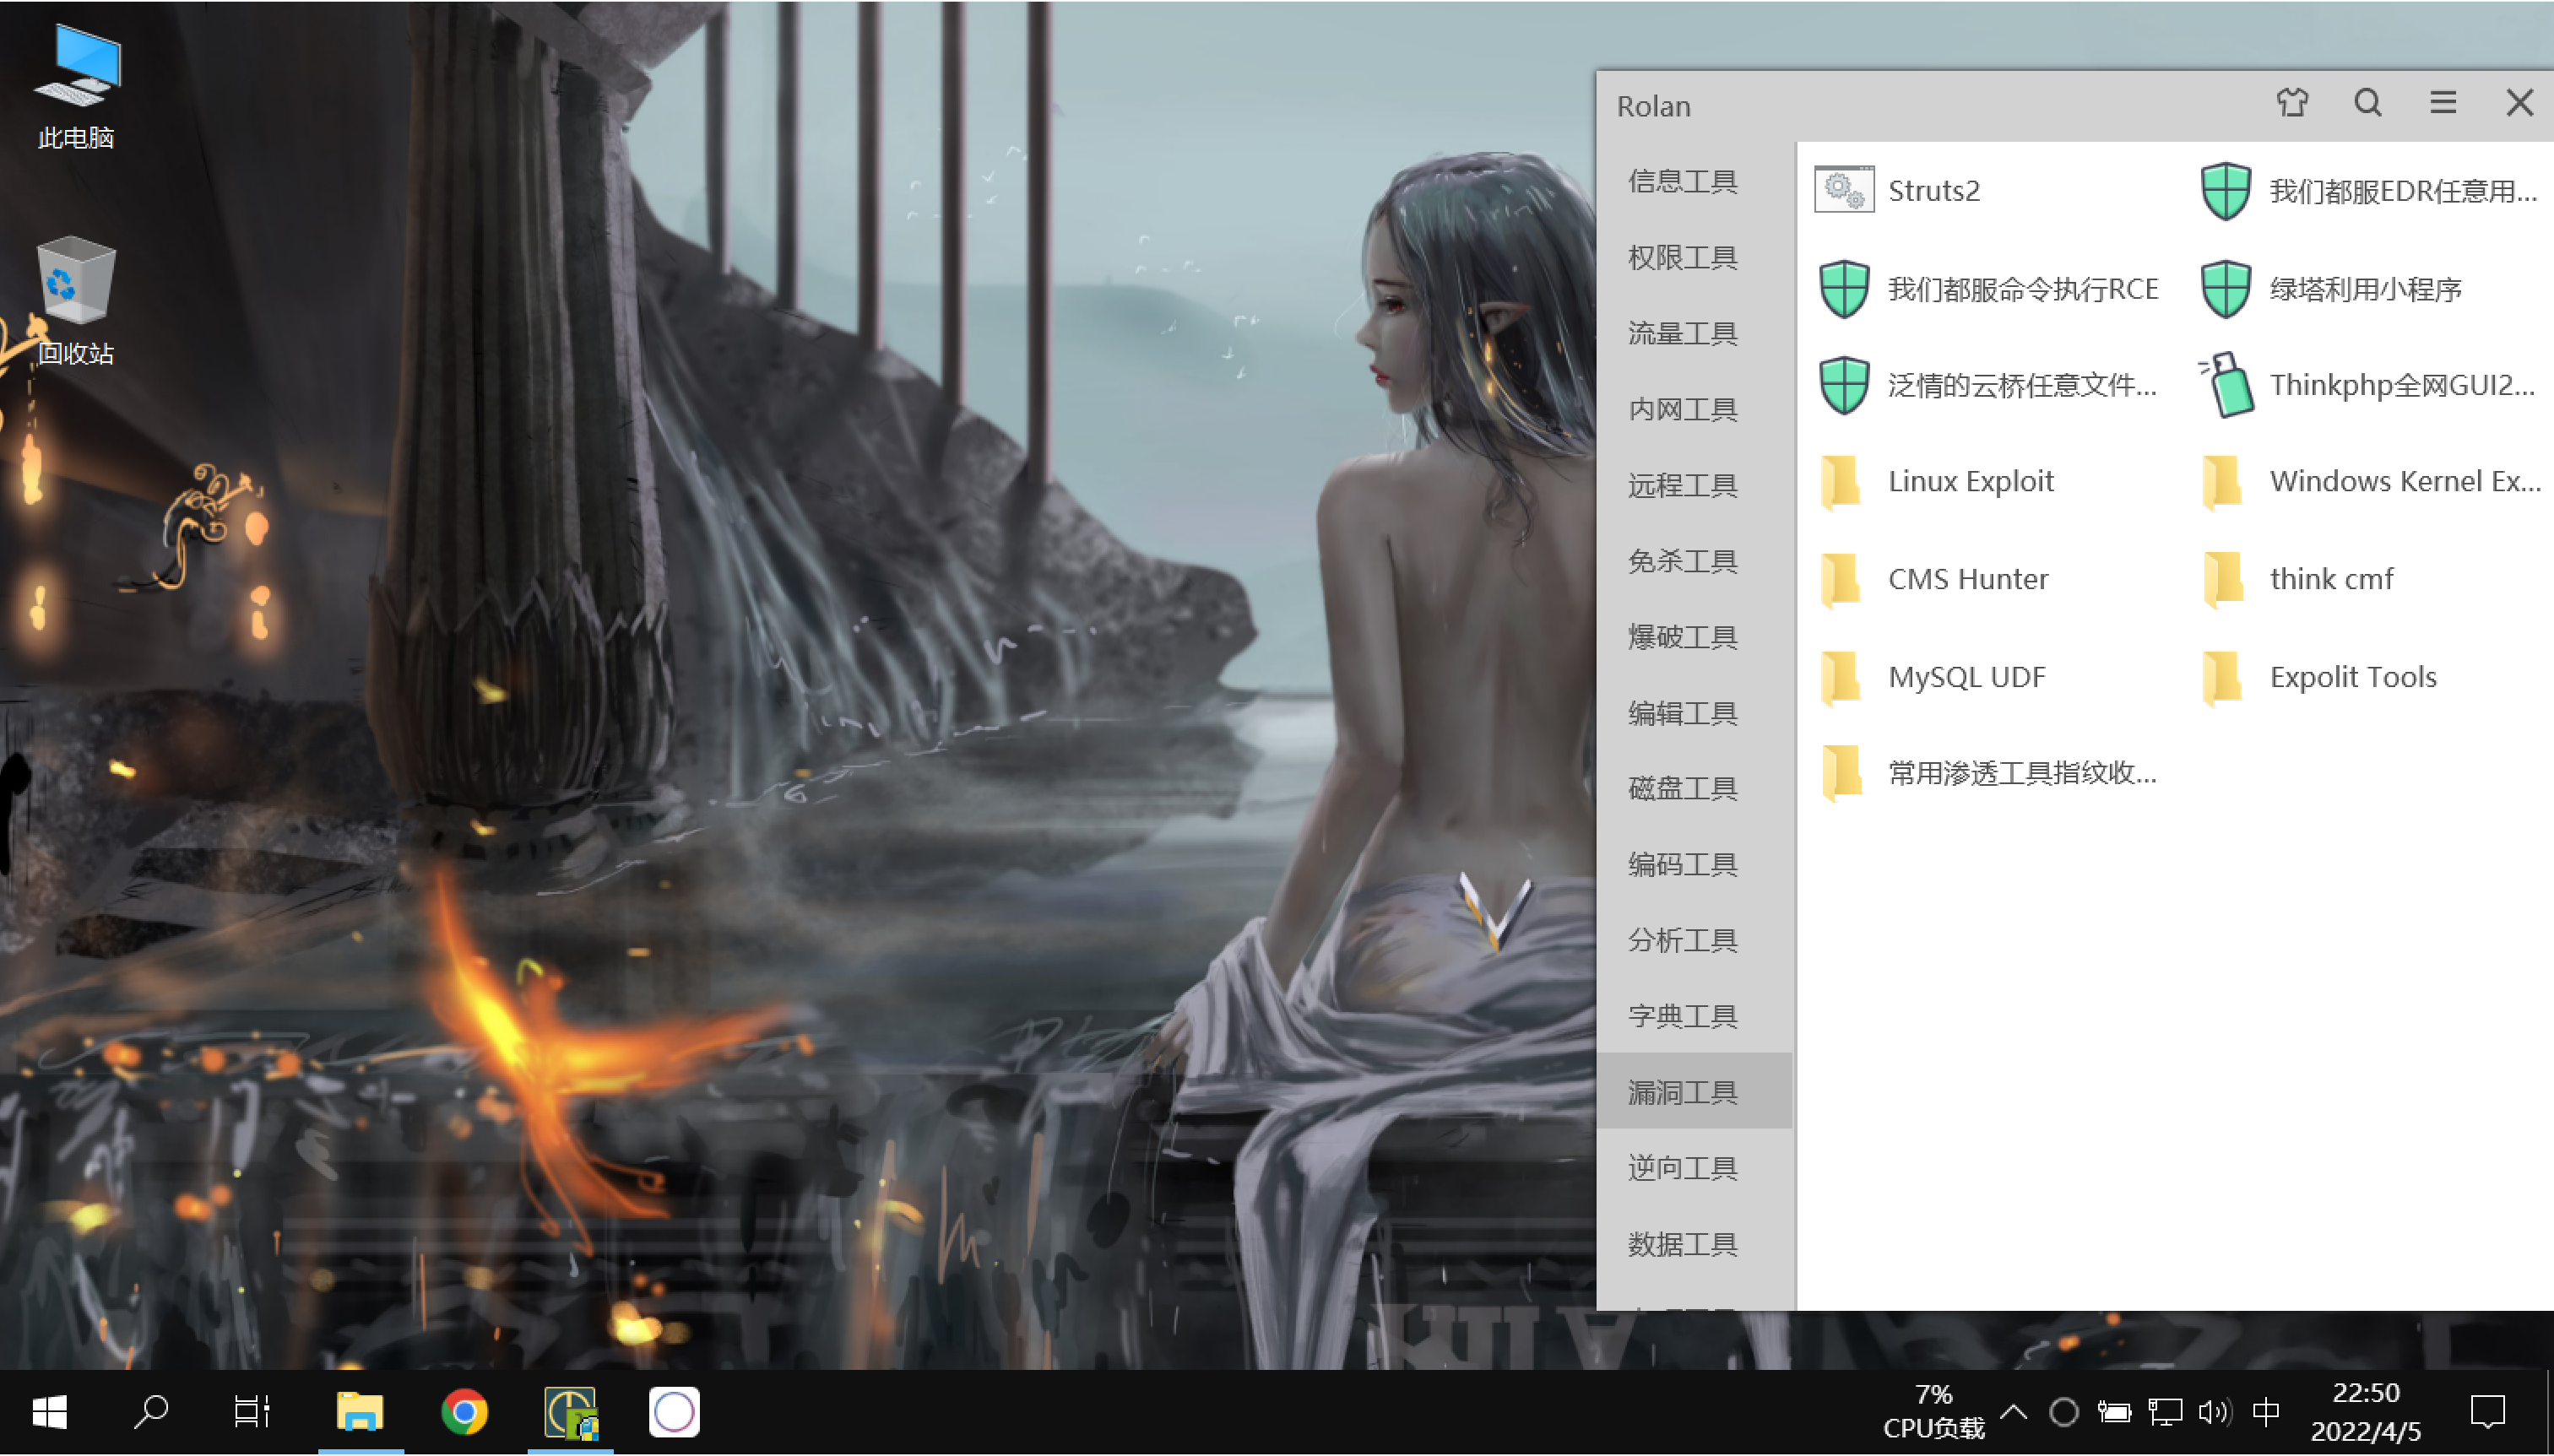 此电脑
回收站
Rolan
信息工具
权限工具
流量工具
内网工具
远程工具
免杀工具
爆破工具
编辑工具
磁盘工具
编码工具
分析工具
字典工具
漏洞工具
逆向工具
数据工具
Struts2
我们都服EDR任意用...
我们都服命令执行RCE
绿塔利用小程序
泛情的云桥任意文件...
Thinkphp全网GUI2...
Linux Exploit
Windows Kernel Ex...
CMS Hunter
think cmf
MySQL UDF
Expolit Tools
常用渗透工具指纹收...
7%
CPU负载
中
22:50
2022/4/5